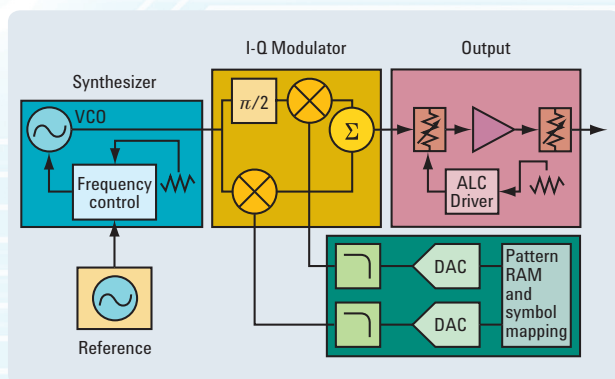 I-Q Modulator
Output
Synthesizer
VCO
π/2
Σ
Frequency
control
ALC
Driver
Reference
DAC
DAC
Pattern
RAM
and
symbol
mapping